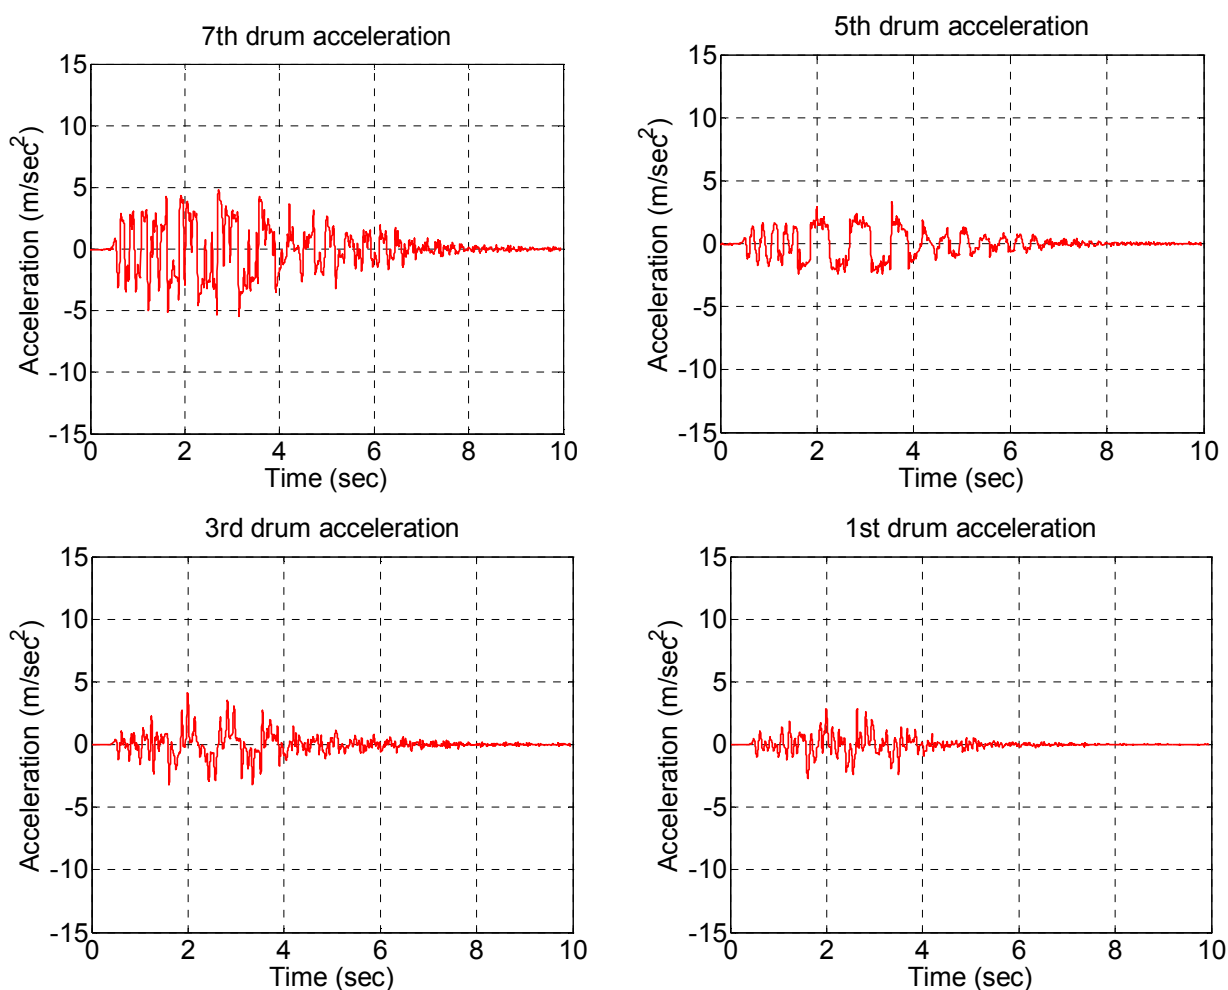 7th drum acceleration
15
10
5
0
-5
-10
-15
Acceleration (m/sec²)
0 2 4 6 8 10
Time (sec)
5th drum acceleration
15
10
5
0
-5
-10
-15
Acceleration (m/sec²)
0 2 4 6 8 10
Time (sec)
3rd drum acceleration
15
10
5
0
-5
-10
-15
Acceleration (m/sec²)
0 2 4 6 8 10
Time (sec)
1st drum acceleration
15
10
5
0
-5
-10
-15
Acceleration (m/sec²)
0 2 4 6 8 10
Time (sec)